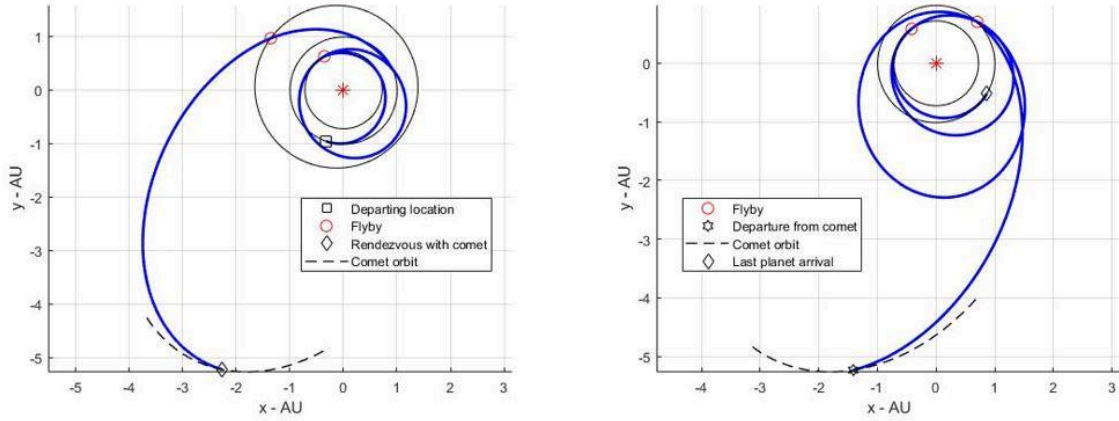 1
0
-1
-2
-3
-4
-5
y - AU
-5
-4
-3
-2
-1
0
1
2
3
x - AU
Departing location
Flyby
Rendezvous with comet
Comet orbit
0
-1
-2
-3
-4
-5
y - AU
-4
-3
-2
-1
0
1
2
3
x - AU
Flyby
Departure from comet
Comet orbit
Last planet arrival